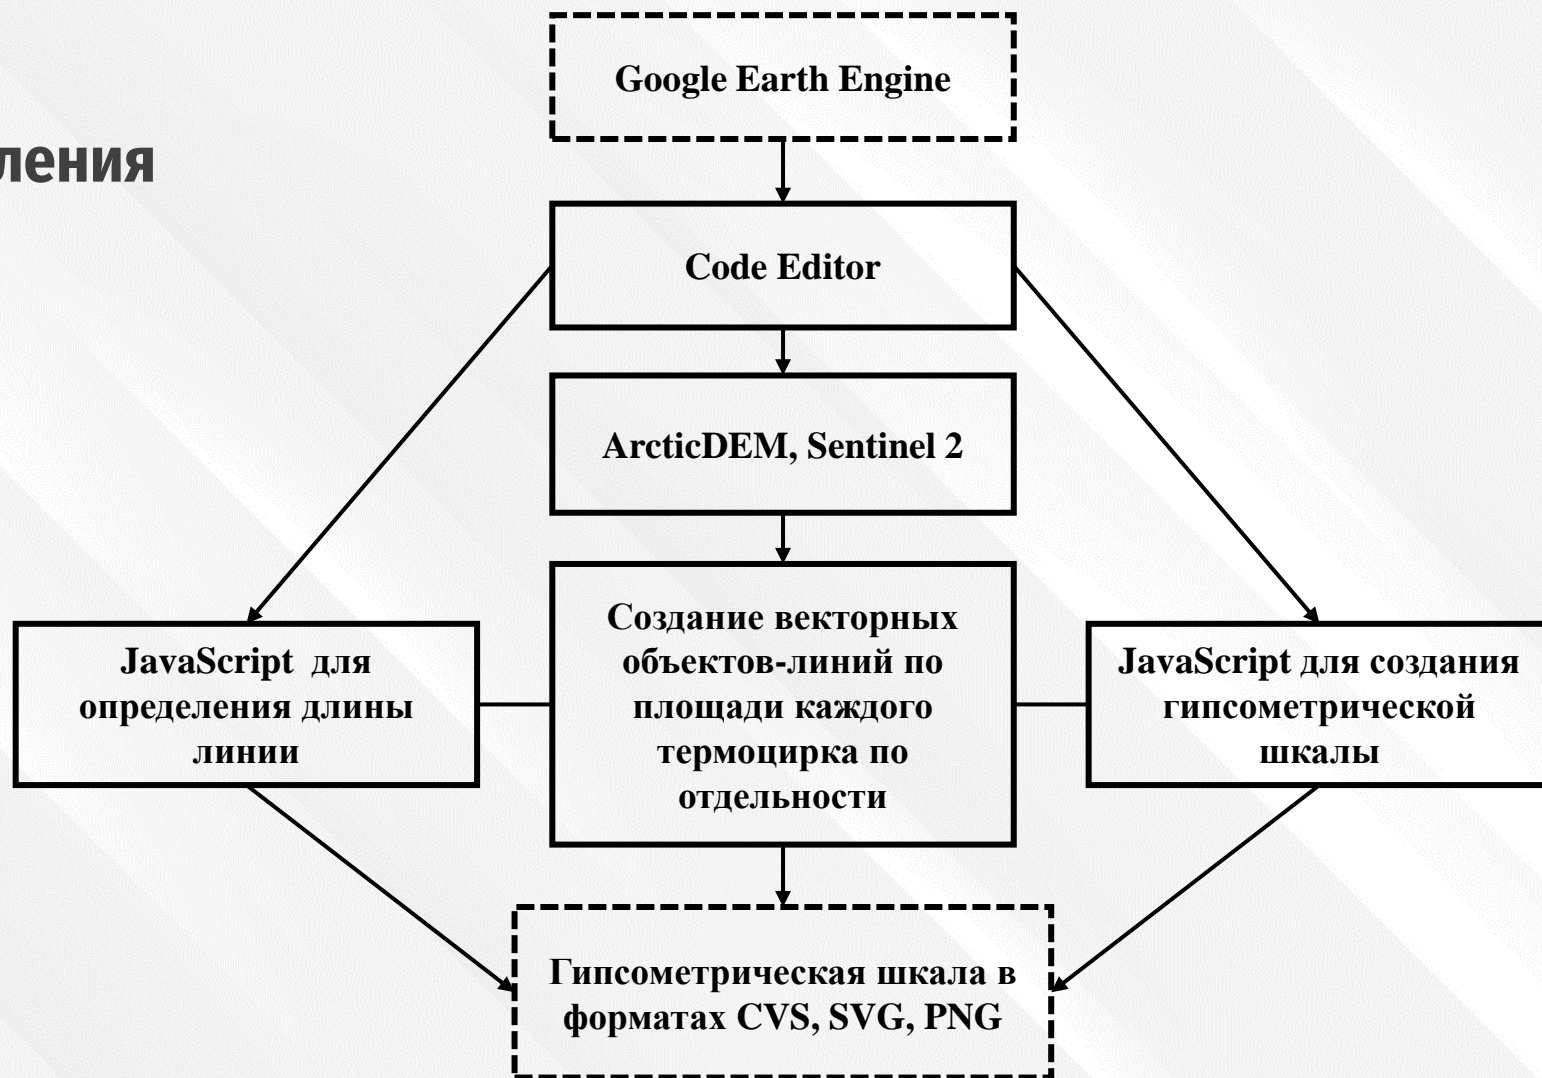 Google Earth Engine
ления
Code Editor
ArcticDEM, Sentinel 2
Создание векторных
объектов-линий по
площади каждого
термоцирка по
отдельности
JavaScript для
определения длины
линии
JavaScript для создания
гипсометрической
шкалы
Гипсометрическая шкала в
форматах CVS, SVG, PNG